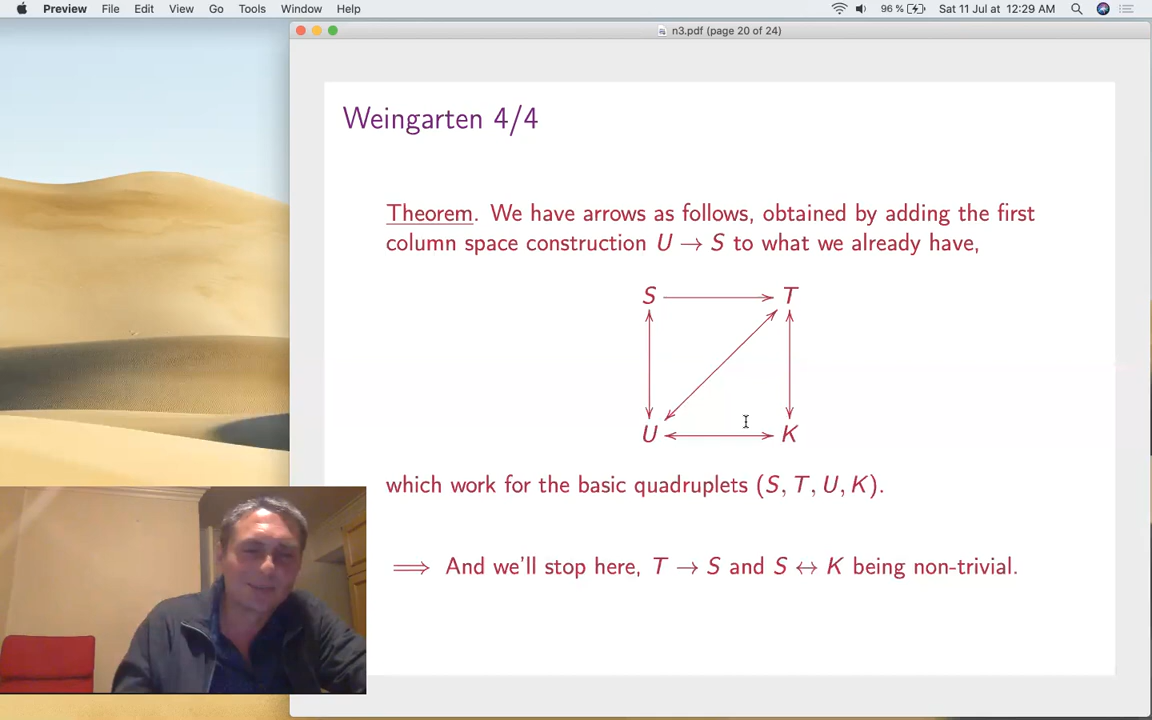 Preview File Edit View Go Tools Window Help 96 % Sat 11 Jul at 12:29 AM
n3.pdf (page 20 of 24)
Weingarten 4/4
Theorem. We have arrows as follows, obtained by adding the first
column space construction U → S to what we already have,
S T
U K
which work for the basic quadruplets (S, T, U, K).
⟹ And we'll stop here, T → S and S ↔ K being non-trivial.